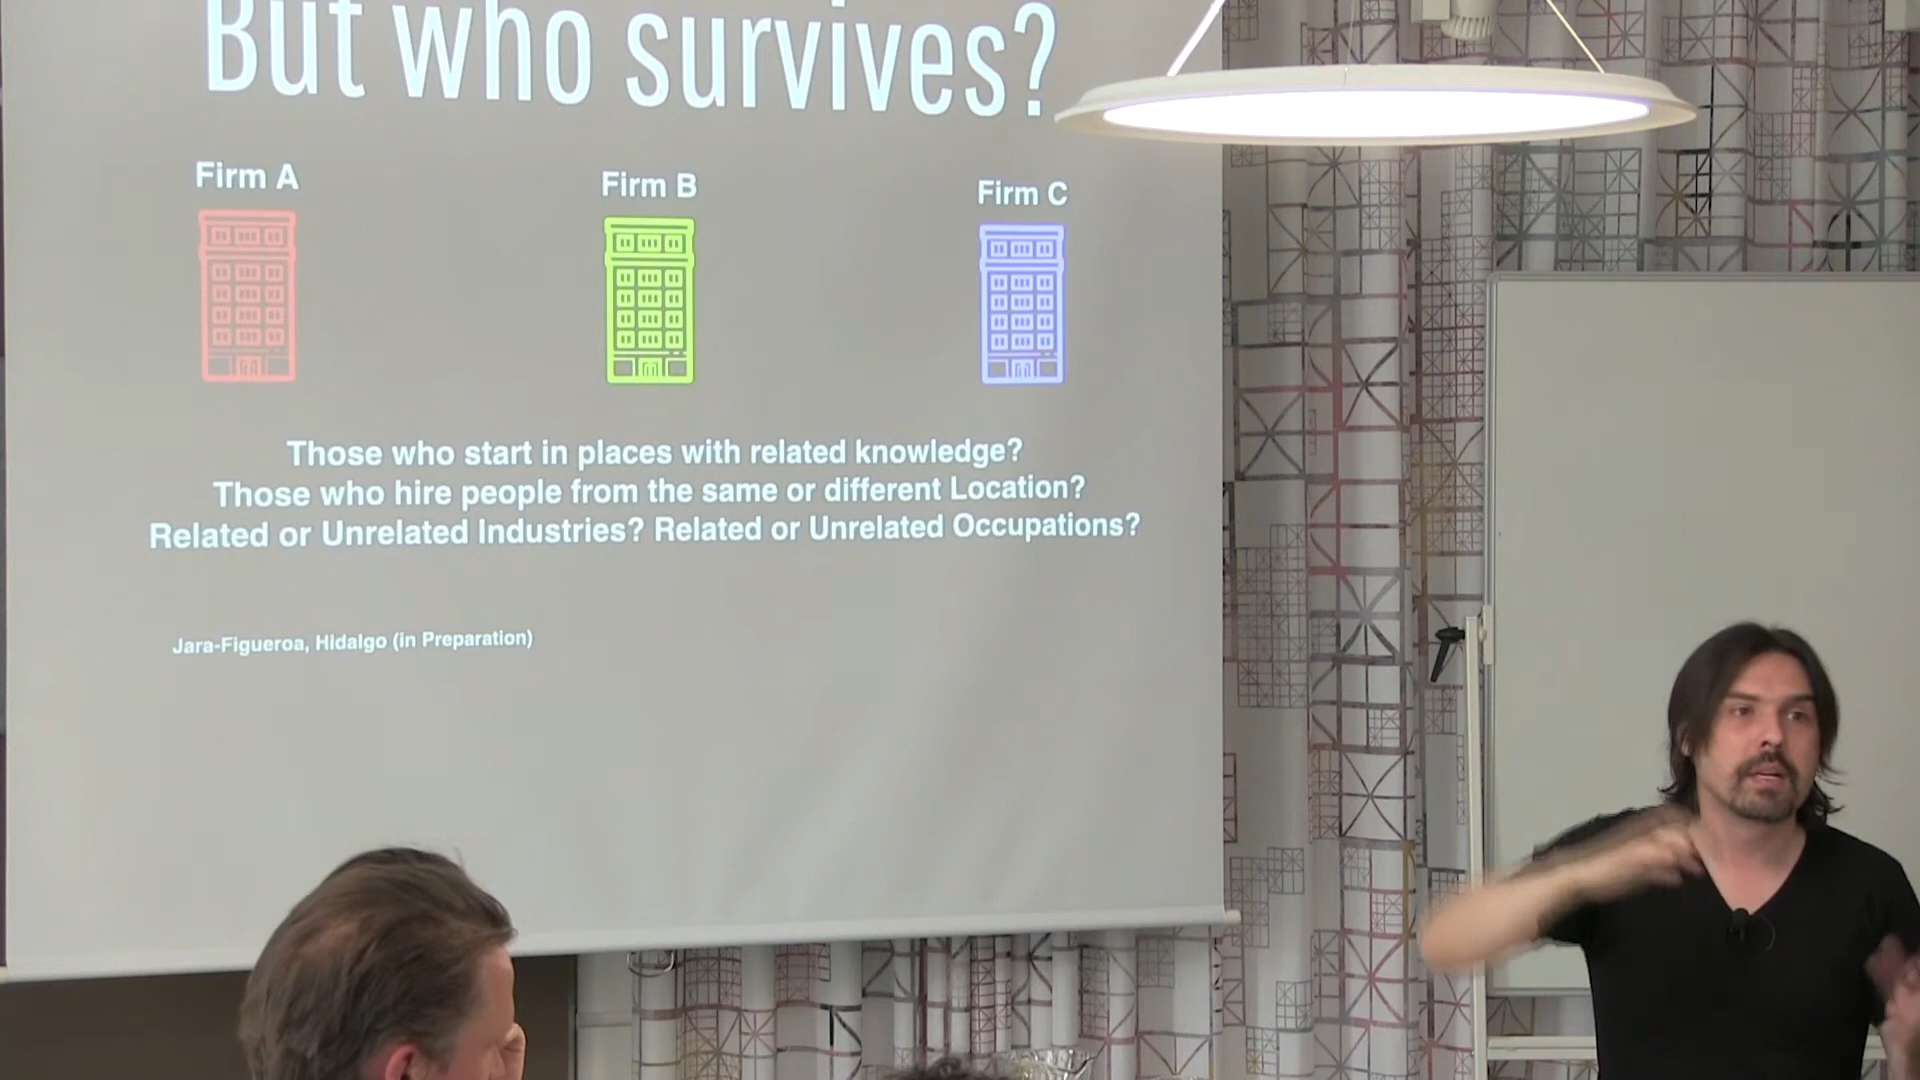 But who survives?
Firm A
Firm B
Firm C
Those who start in places with related knowledge?
Those who hire people from the same or different Location?
Related or Unrelated Industries? Related or Unrelated Occupations?
Jara-Figueroa, Hidalgo (in Preparation)